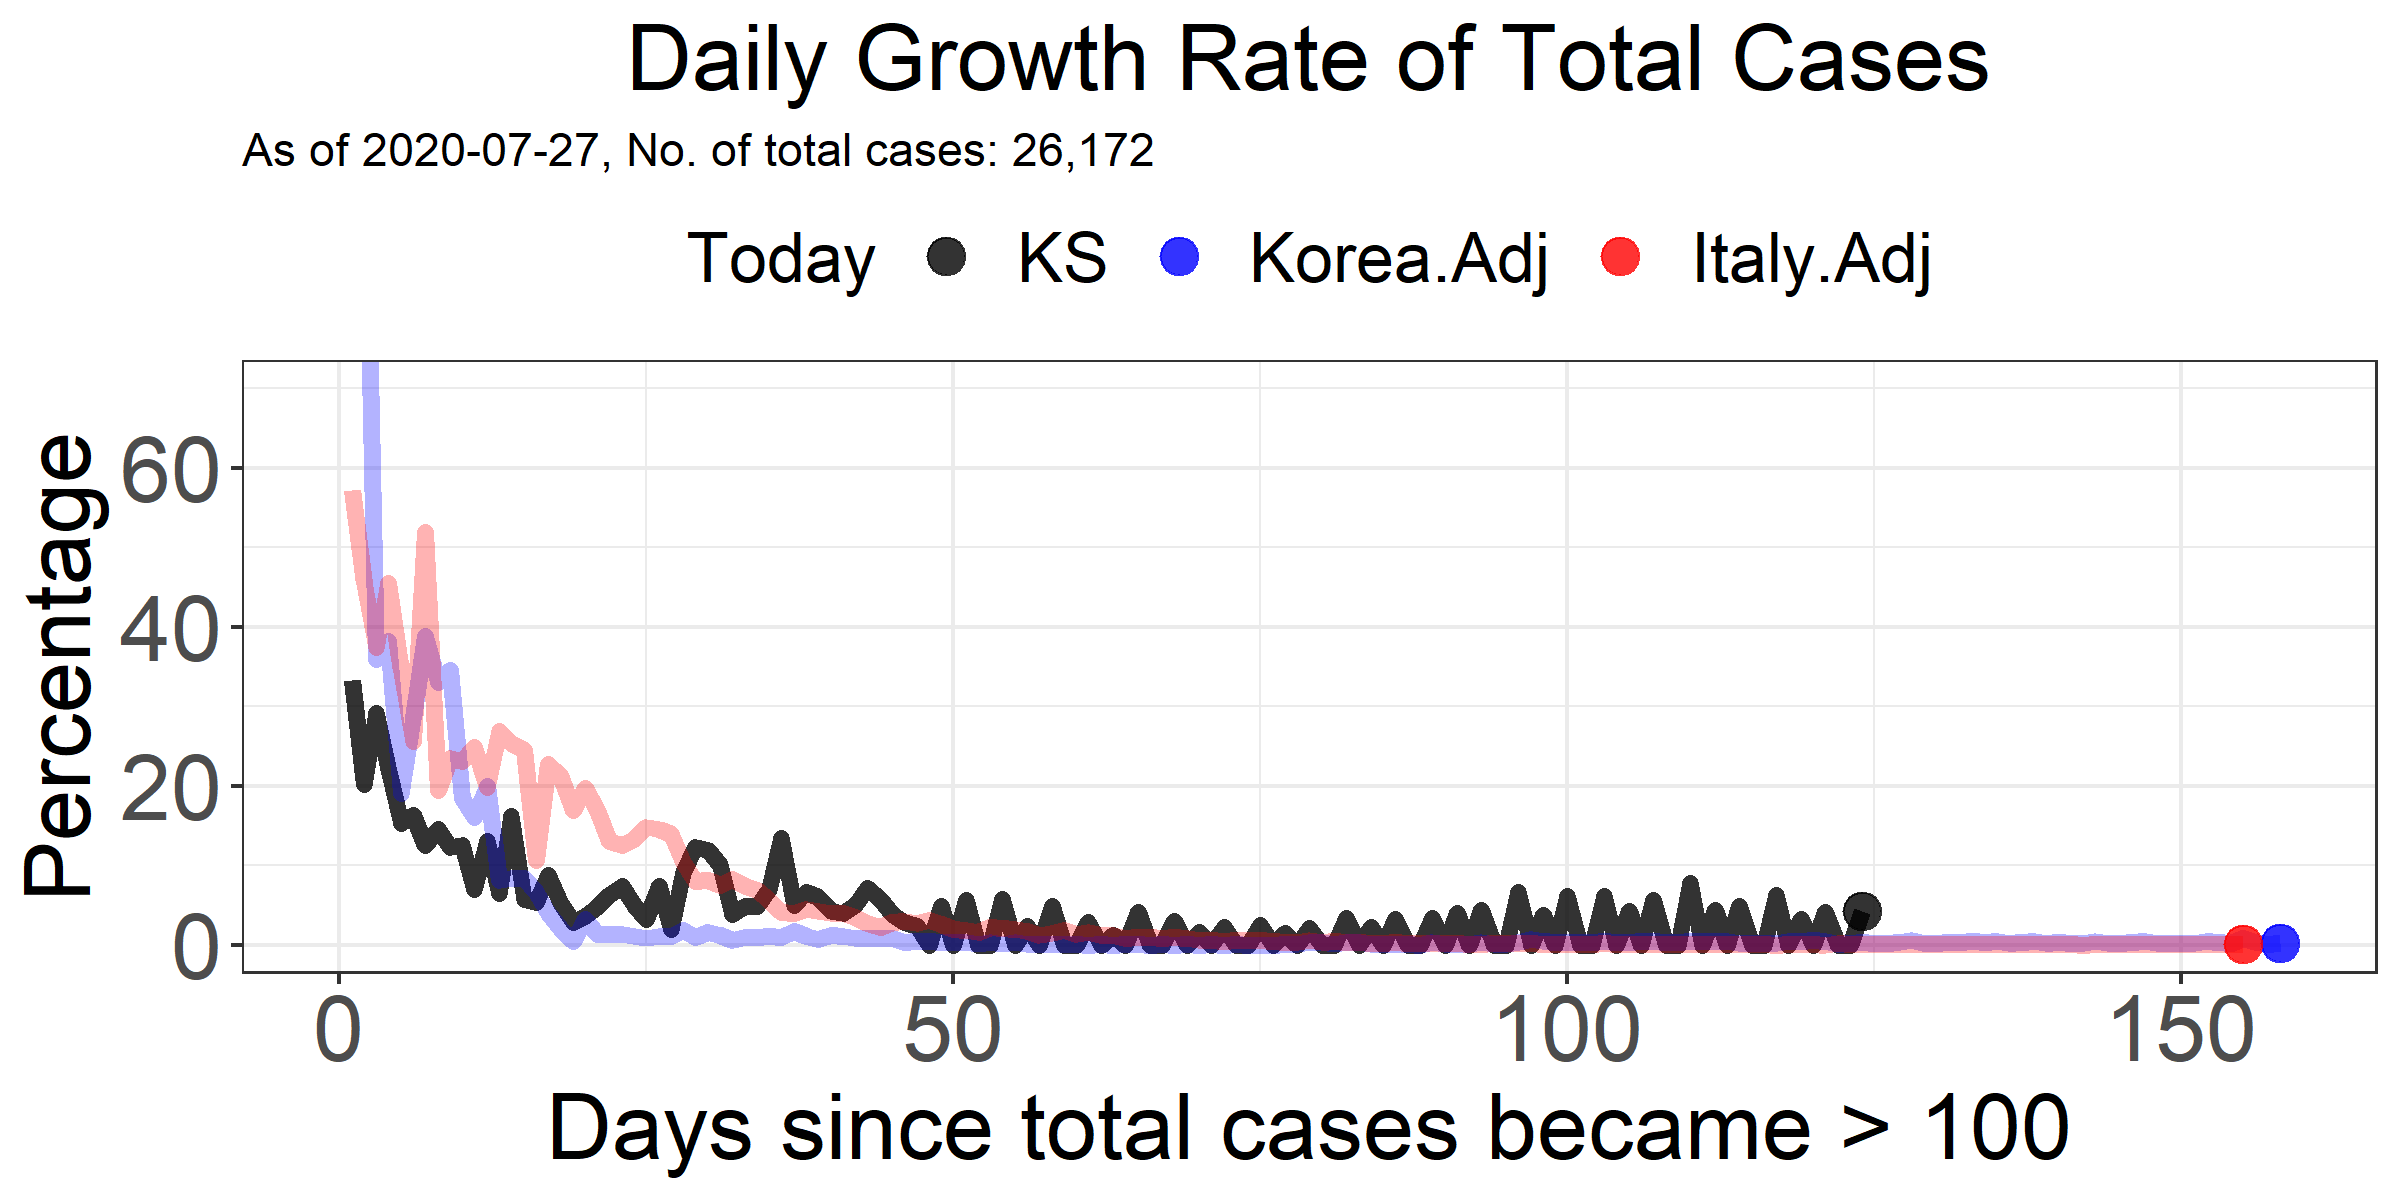 Daily Growth Rate of Total Cases
As of 2020-07-27, No. of total cases: 26,172
Today KS Korea.Adj Italy.Adj
Percentage
60
40
20
0
0 50 100 150
Days since total cases became > 100